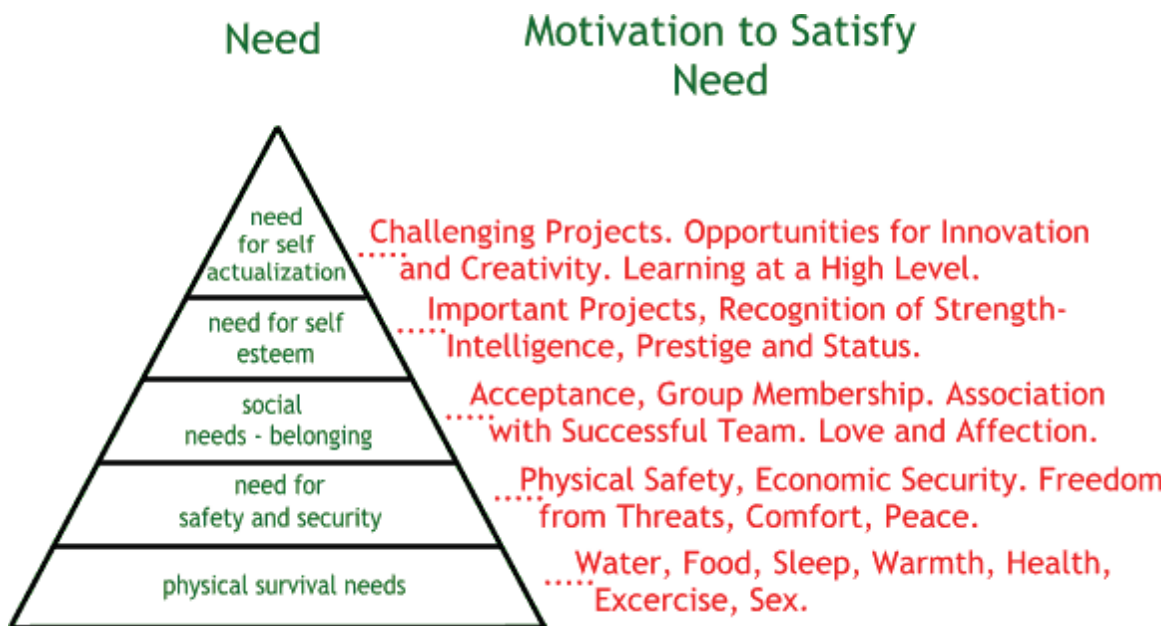 Need
Motivation to Satisfy
Need
need
for self
actualization
Challenging Projects. Opportunities for Innovation
and Creativity. Learning at a High Level.
need for self
esteem
Important Projects, Recognition of Strength-
Intelligence, Prestige and Status.
social
needs - belonging
Acceptance, Group Membership. Association
with Successful Team. Love and Affection.
need for
safety and security
Physical Safety, Economic Security. Freedom
from Threats, Comfort, Peace.
physical survival needs
Water, Food, Sleep, Warmth, Health,
Excercise, Sex.